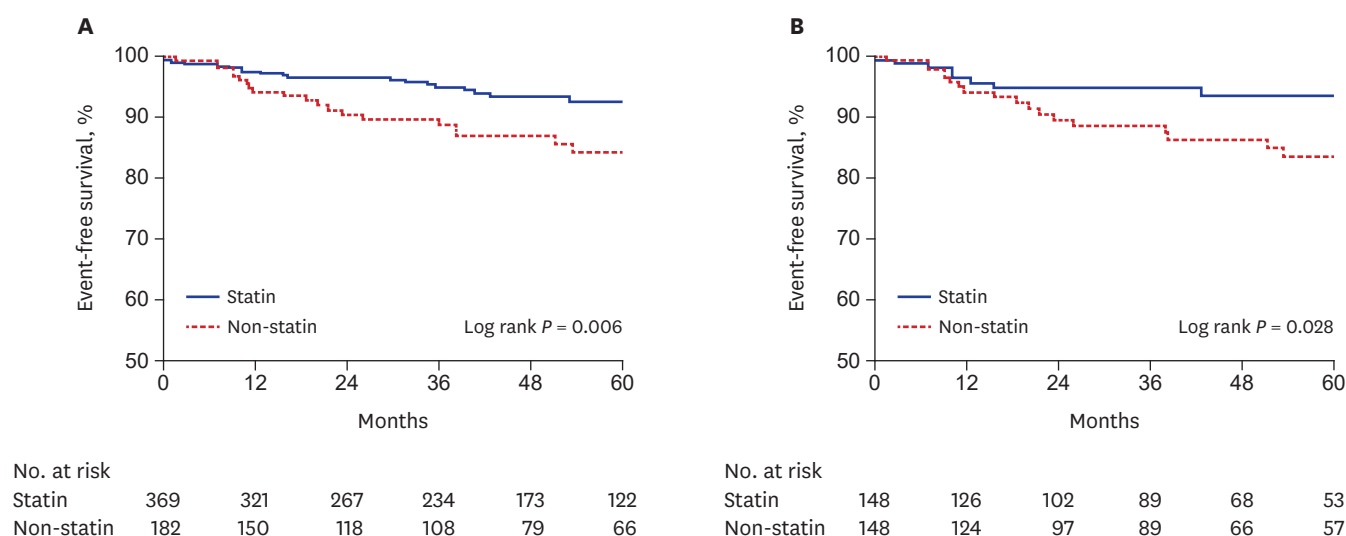 A
Event-free survival, %
100
90
80
70
60
50
Statin
Non-statin
Log rank P = 0.006
0 12 24 36 48 60
Months
No. at risk
Statin 369 321 267 234 173 122
Non-statin 182 150 118 108 79 66
B
Event-free survival, %
100
90
80
70
60
50
Statin
Non-statin
Log rank P = 0.028
0 12 24 36 48 60
Months
No. at risk
Statin 148 126 102 89 68 53
Non-statin 148 124 97 89 66 57